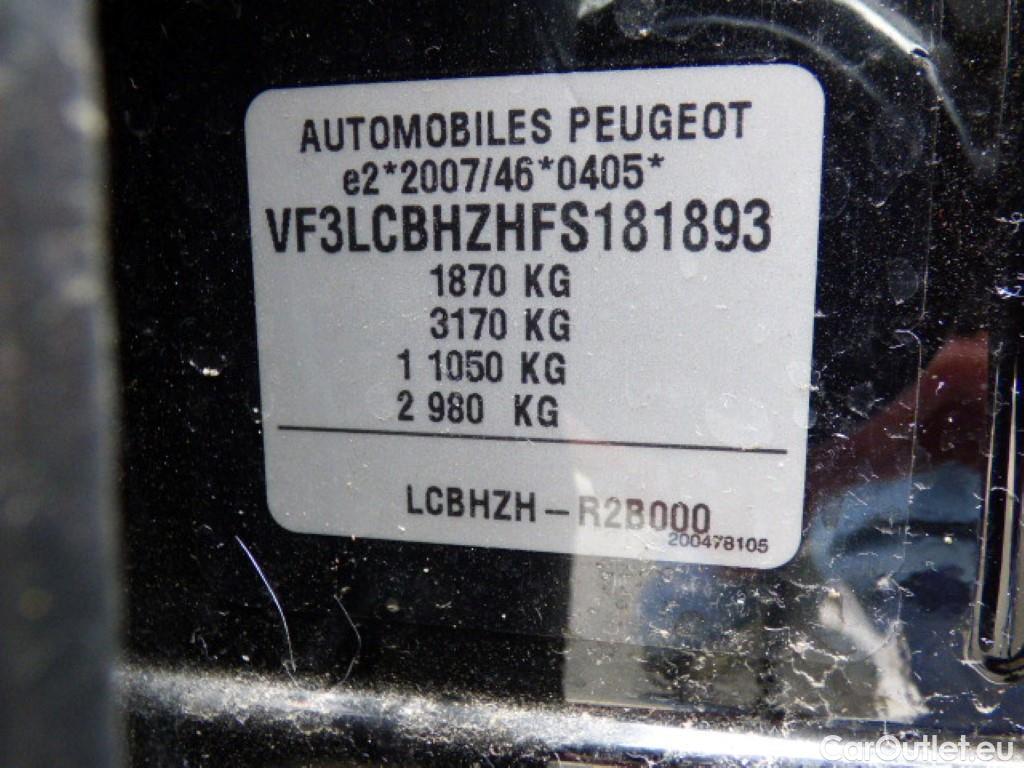 AUTOMOBILES PEUGEOT
e2*2007/46*0405*
VF3LCBHZHFS181893
1870 KG
3170 KG
1 1050 KG
2 980 KG
LCBHZH – R2B000
200478105
CarOutlet.eu